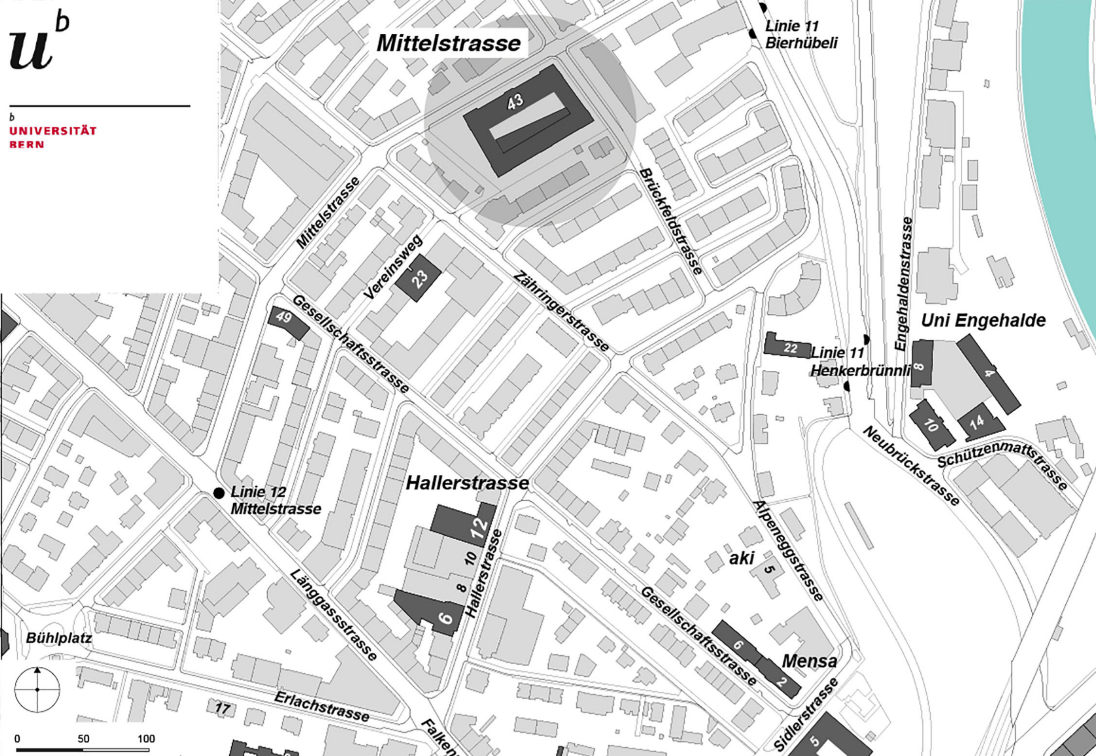 u
b
b
UNIVERSITÄT
BERN
Mittelstrasse
43
Linie 11
Bierhübeli
Mittelstrasse
Brückfeldstrasse
Vereinsweg
23
Zähringerstrasse
Engehaldenstrasse
Gesellschaftsstrasse
49
Uni Engehalde
22
Linie 11
Henkerbrünnli
8
4
10
14
Neubrückstrasse
Schützenmattstrasse
Linie 12
Mittelstrasse
Hallerstrasse
12
10
8
6
Hallerstrasse
Alpeneggstrasse
aki
5
Länggassstrasse
Gesellschaftsstrasse
6
2
Mensa
Bühlplatz
Sidlerstrasse
5
Erlachstrasse
17
Falken
0 50 100